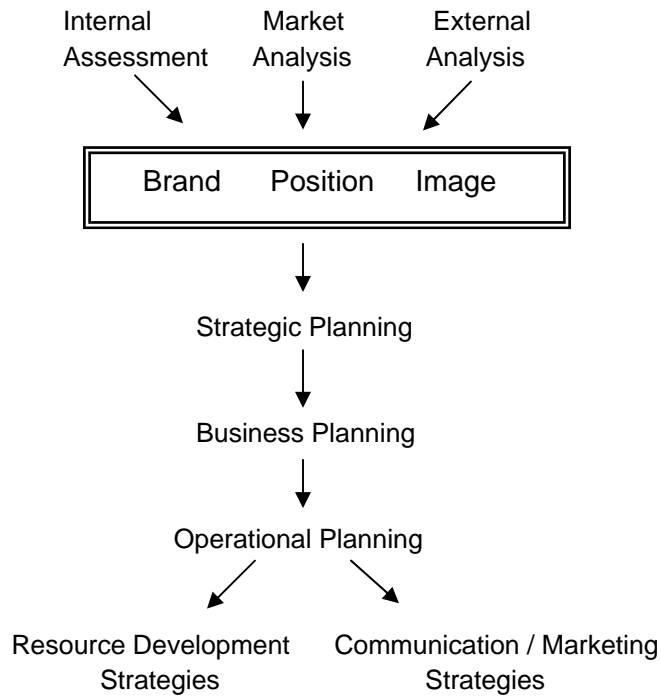 Internal Market External
Assessment Analysis Analysis
Brand Position Image
Strategic Planning
Business Planning
Operational Planning
Resource Development Communication / Marketing
Strategies Strategies